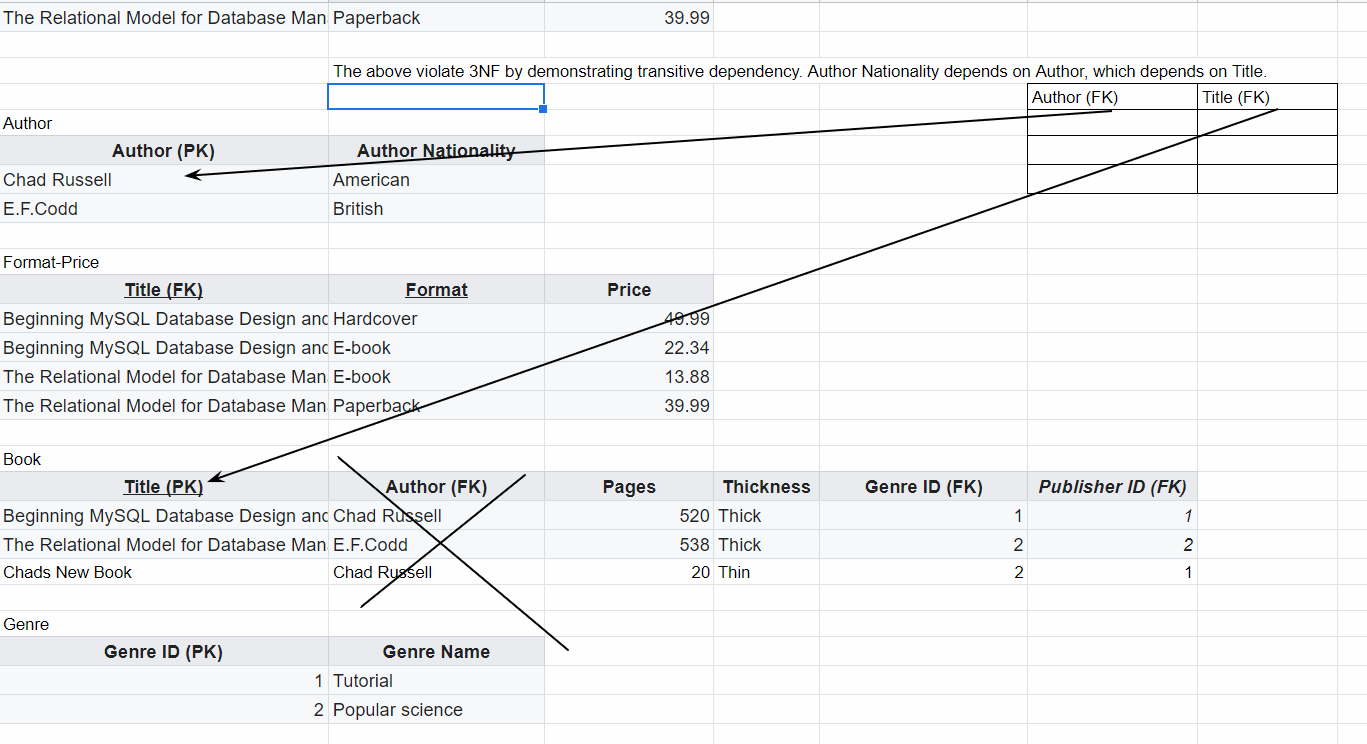 The Relational Model for Database Man Paperback 39.99
The above violate 3NF by demonstrating transitive dependency. Author Nationality depends on Author, which depends on Title.
Author (FK) Title (FK)
Author
Author (PK) Author Nationality
Chad Russell American
E.F.Codd British
Format-Price
Title (FK) Format Price
Beginning MySQL Database Design and Hardcover 49.99
Beginning MySQL Database Design and E-book 22.34
The Relational Model for Database Man E-book 13.88
The Relational Model for Database Man Paperback 39.99
Book
Title (PK) Author (FK) Pages Thickness Genre ID (FK) Publisher ID (FK)
Beginning MySQL Database Design and Chad Russell 520 Thick 1 1
The Relational Model for Database Man E.F.Codd 538 Thick 2 2
Chads New Book Chad Russell 20 Thin 2 1
Genre
Genre ID (PK) Genre Name
1 Tutorial
2 Popular science